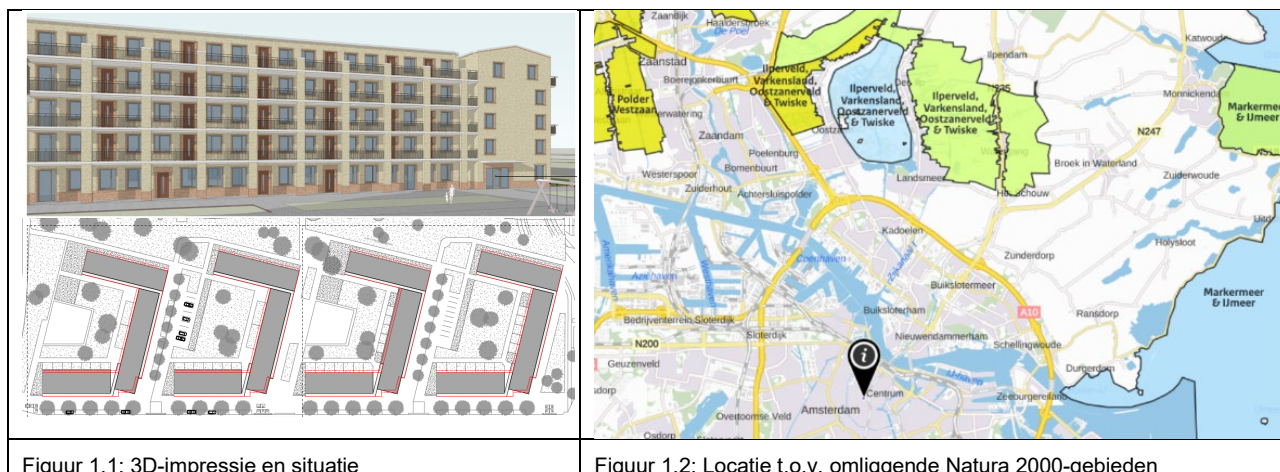 Zaandijk
Haaldersbroek
De Poel
Zaanstad
Boerejonkerbuurt
Polder
Westzaan
Ilperveld,
Varkensland,
Oostzanerveld
& Twiske
Ilperveld,
Varkensland,
Oostzanerveld
& Twiske
Ilperveld,
Varkensland,
Oostzanerveld
& Twiske
Ilpendam
Katwoude
Monnickendam
Markermeer
& IJmeer
N247
Zaandam
Poelenburg
Bomenbuurt
Westerspoor
Zuiderhout
Achtersluispolder
Landsmeer
Broek in Waterland
Zuiderwoude
Kadoelen
Zunderdorp
Holysloot
Coenhaven
Buikslotermeer
Markermeer
& IJmeer
A10
Ransdorp
Bedrijventerrein Sloterdijk
Buiksloterham
N200
Sloterdijk
Nieuwendammerham
Schellingwoude
Geuzenveld
i
Durgerdam
Centrum
Amsterdam
Zeeburgereiland
Overtoomse Veld
Osdorp
Figuur 1.1: 3D-impressie en situatie
Figuur 1.2: Locatie t.o.v. omliggende Natura 2000-gebieden